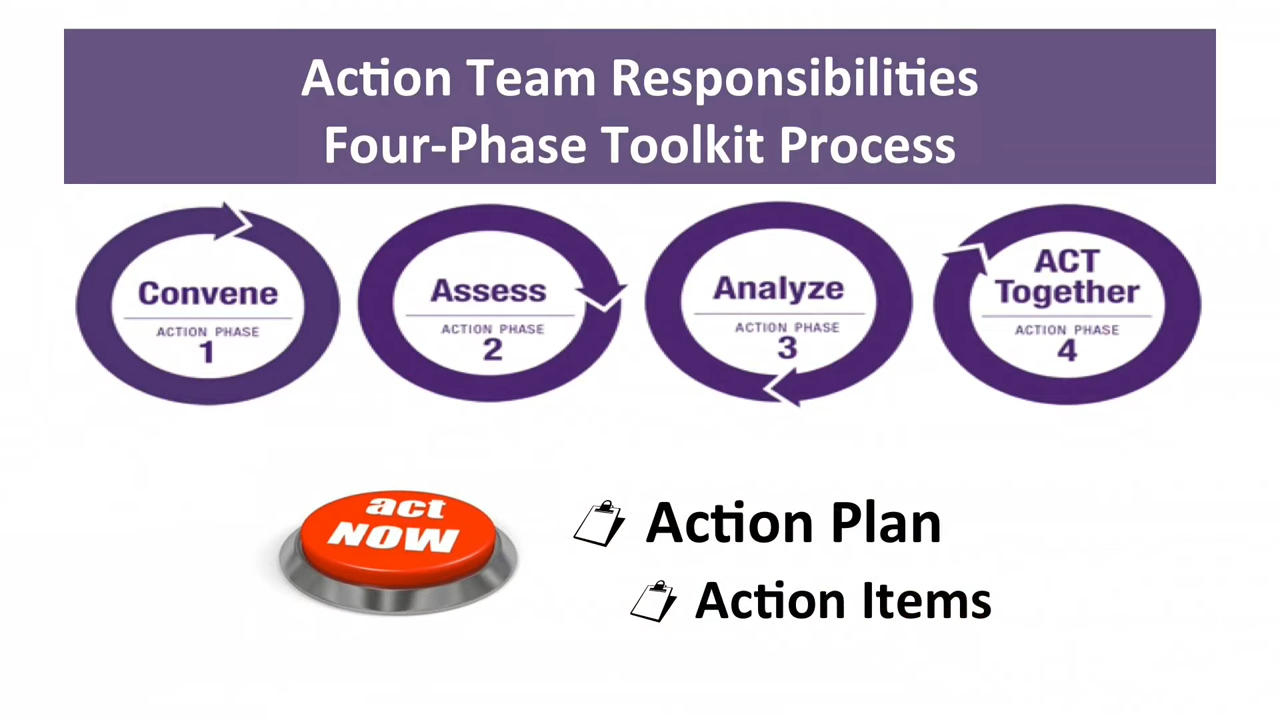 Action Team Responsibilities
Four-Phase Toolkit Process
Convene
ACTION PHASE
1
Assess
ACTION PHASE
2
Analyze
ACTION PHASE
3
ACT
Together
ACTION PHASE
4
act
NOW
Action Plan
Action Items